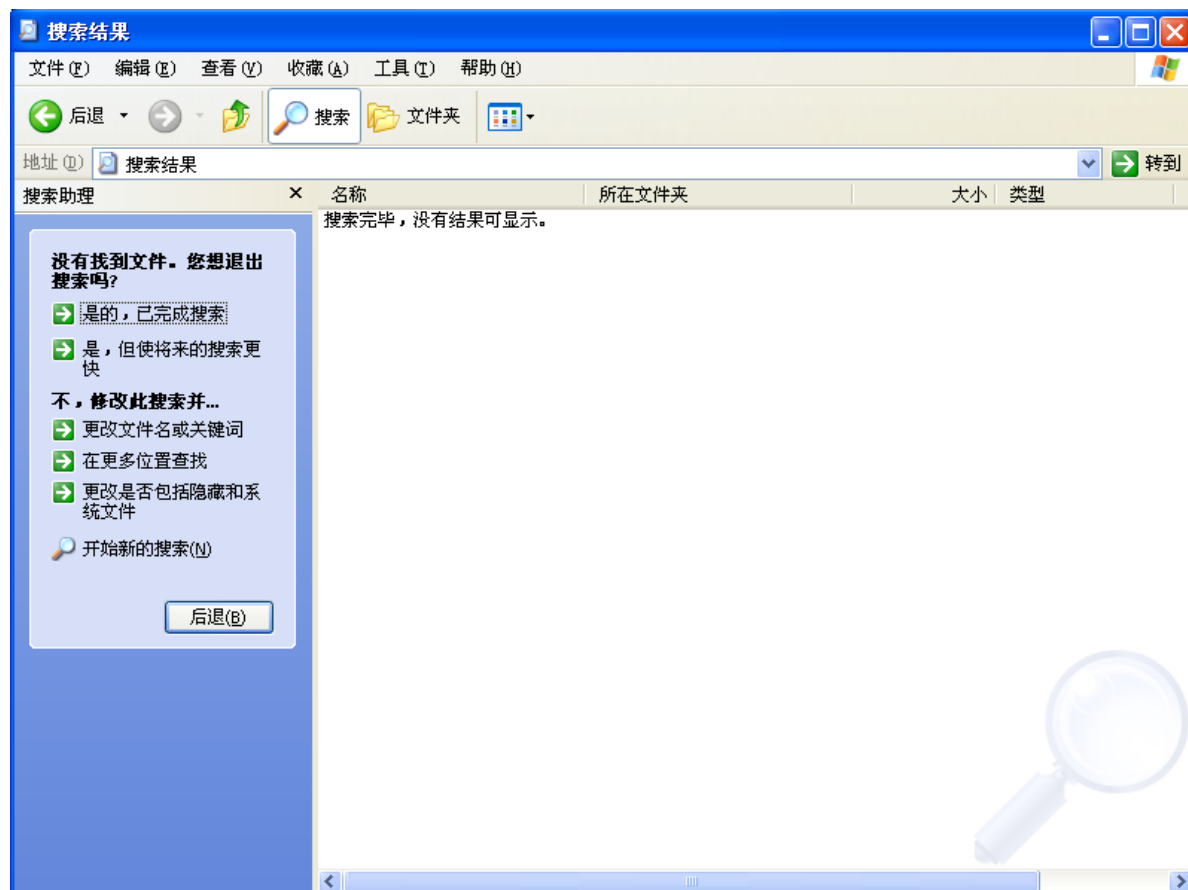 搜索结果
文件(F) 编辑(E) 查看(V) 收藏(A) 工具(T) 帮助(H)
后退 搜索 文件夹
地址(D) 搜索结果 转到
搜索助理 名称 所在文件夹 大小 类型
搜索完毕，没有结果可显示。
没有找到文件。您想退出
搜索吗?
是的，已完成搜索
是，但使将来的搜索更
快
不，修改此搜索并...
更改文件名或关键词
在更多位置查找
更改是否包括隐藏和系
统文件
开始新的搜索(N)
后退(B)